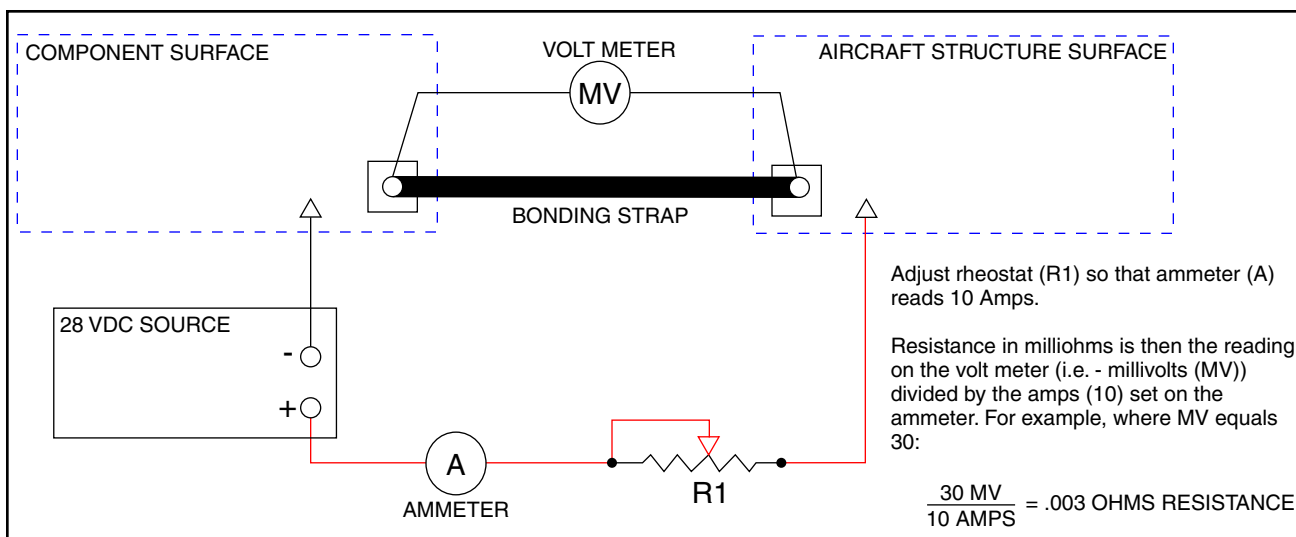 COMPONENT SURFACE
VOLT METER
AIRCRAFT STRUCTURE SURFACE
MV
BONDING STRAP
28 VDC SOURCE
-
+
A
AMMETER
R1
Adjust rheostat (R1) so that ammeter (A)
reads 10 Amps.
Resistance in milliohms is then the reading
on the volt meter (i.e. - millivolts (MV))
divided by the amps (10) set on the
ammeter. For example, where MV equals
30:
30 MV
10 AMPS
= .003 OHMS RESISTANCE